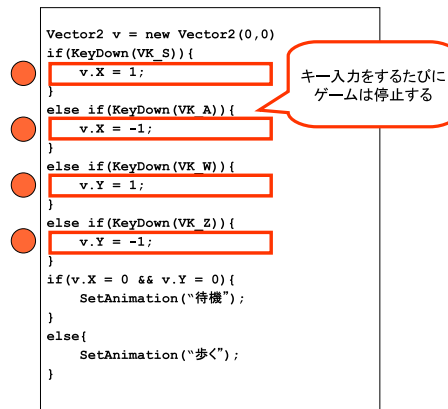 Vector2 v = new Vector2(0,0)
if(KeyDown(VK_S)){
v.X = 1;
}
else if(KeyDown(VK_A)){
v.X = -1;
}
else if(KeyDown(VK_W)){
v.Y = 1;
}
else if(KeyDown(VK_Z)){
v.Y = -1;
}
if(v.X = 0 && v.Y = 0){
SetAnimation(“待機”);
}
else{
SetAnimation(“歩く”);
}
キー入力をするたびに
ゲームは停止する